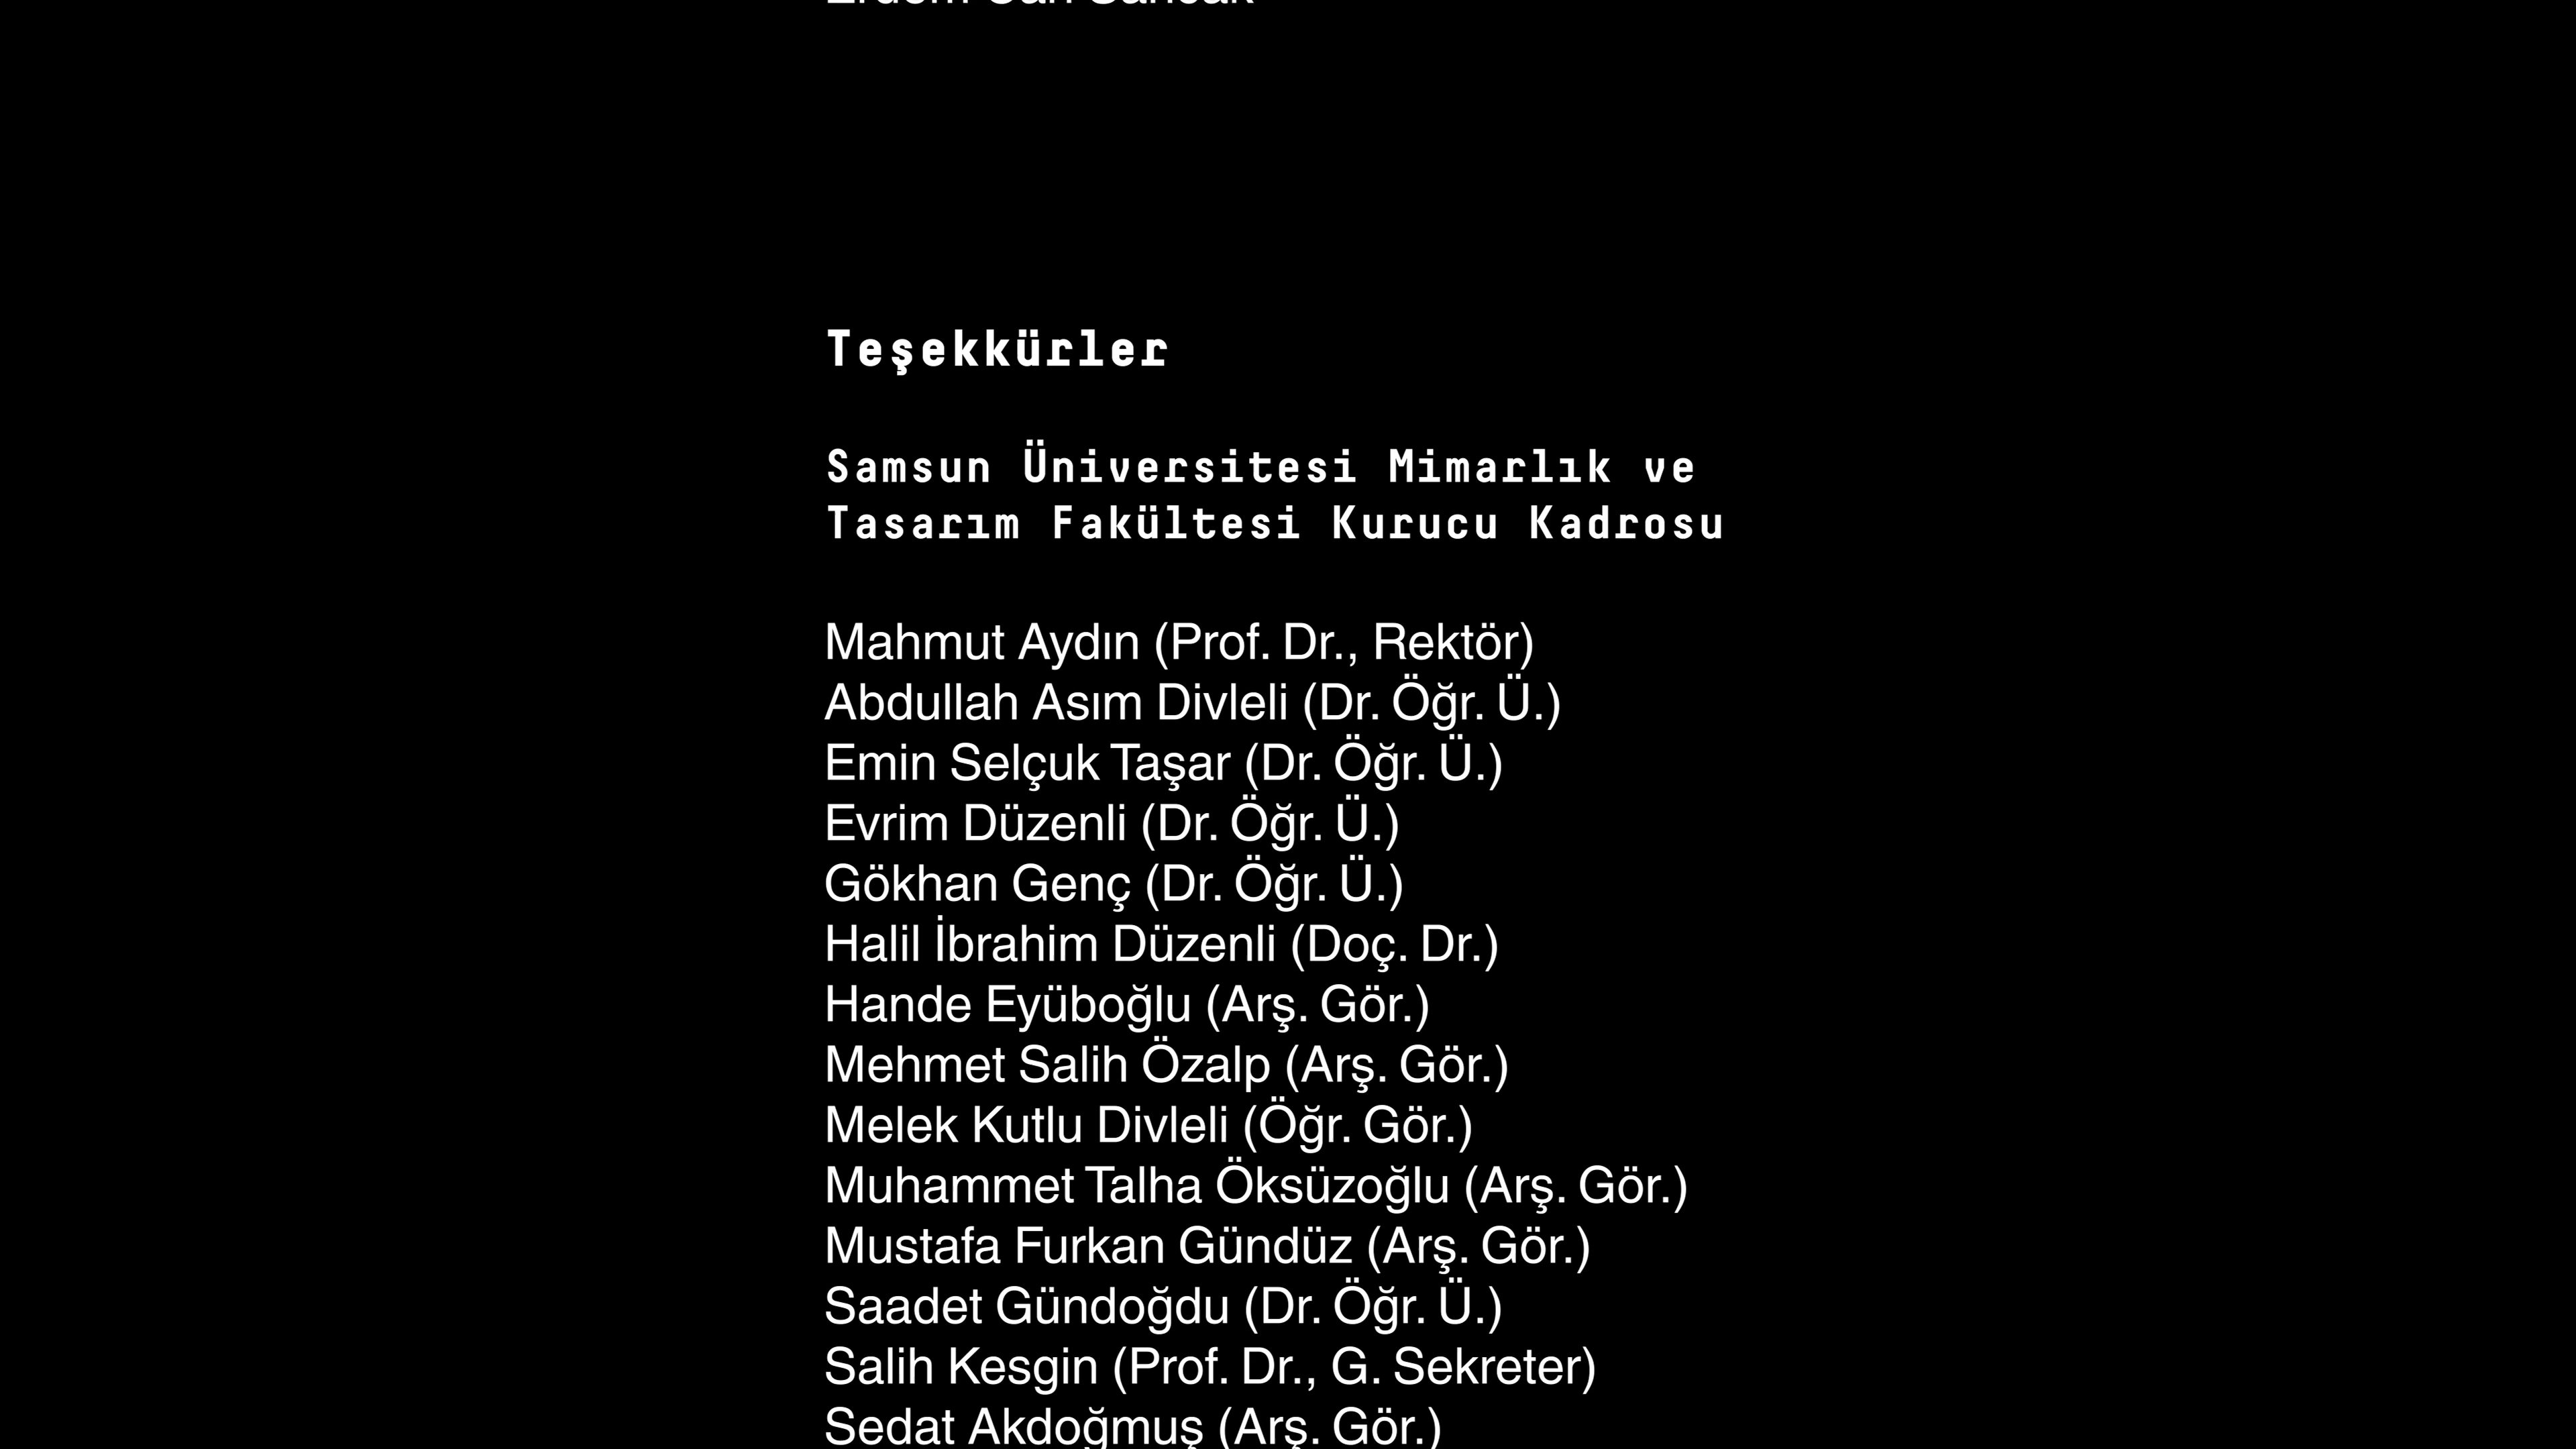 Teşekkürler
Samsun Üniversitesi Mimarlık ve
Tasarım Fakültesi Kurucu Kadrosu
Mahmut Aydın (Prof. Dr., Rektör)
Abdullah Asım Divleli (Dr. Öğr. Ü.)
Emin Selçuk Taşar (Dr. Öğr. Ü.)
Evrim Düzenli (Dr. Öğr. Ü.)
Gökhan Genç (Dr. Öğr. Ü.)
Halil İbrahim Düzenli (Doç. Dr.)
Hande Eyüboğlu (Arş. Gör.)
Mehmet Salih Özalp (Arş. Gör.)
Melek Kutlu Divleli (Öğr. Gör.)
Muhammet Talha Öksüzoğlu (Arş. Gör.)
Mustafa Furkan Gündüz (Arş. Gör.)
Saadet Gündoğdu (Dr. Öğr. Ü.)
Salih Kesgin (Prof. Dr., G. Sekreter)
Sedat Akdoğmuş (Arş. Gör.)